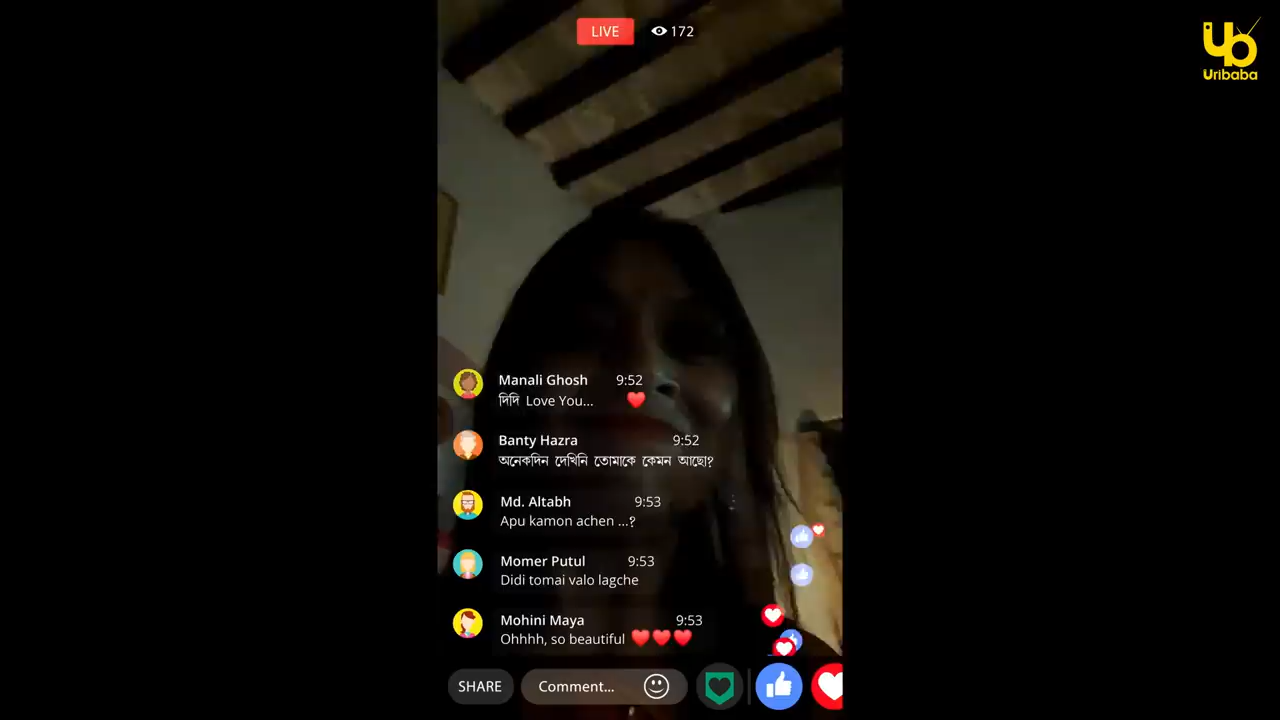 LIVE 172
Uribaba
Manali Ghosh 9:52
দিদি Love You...
Banty Hazra 9:52
অনেকদিন দেখিনি তোমাকে কেমন আছো?
Md. Altabh 9:53
Apu kamon achen ...?
Momer Putul 9:53
Didi tomai valo lagche
Mohini Maya 9:53
Ohhhh, so beautiful
SHARE Comment...